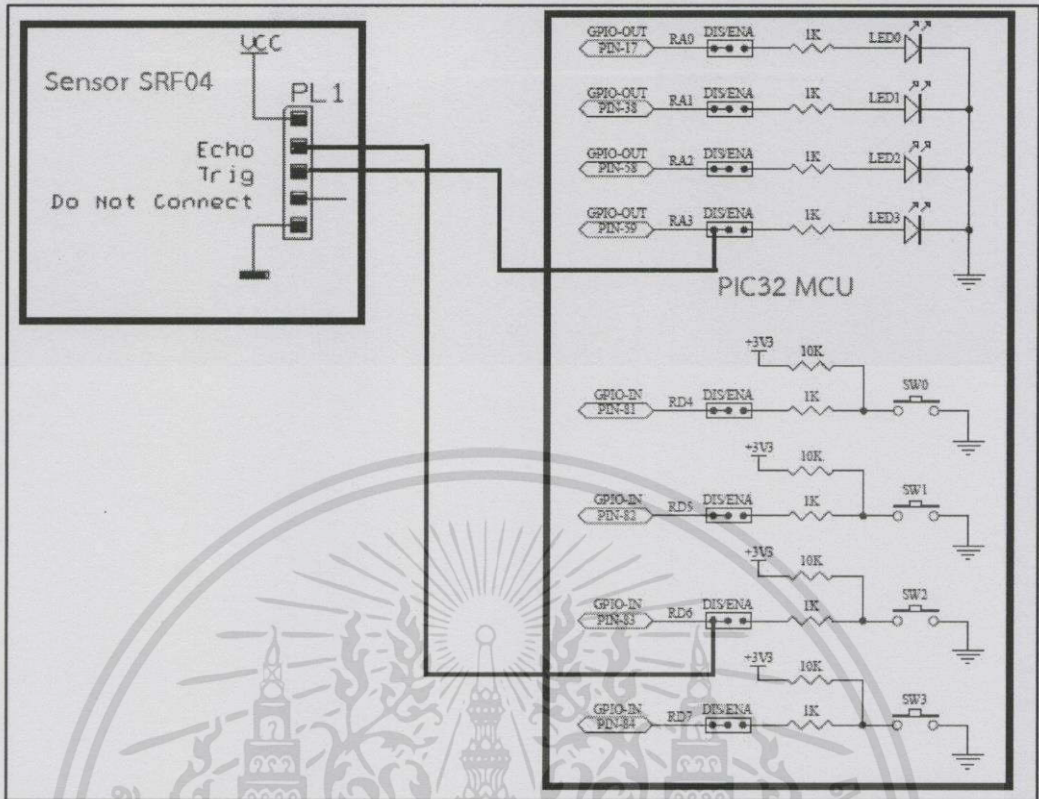 VCC
Sensor SRF04
PL1
Echo
Trig
Do Not Connect
GPIO-OUT
PIN-17
RA0
DIS/ENA
1K
LED0
GPIO-OUT
PIN-38
RA1
DIS/ENA
1K
LED1
GPIO-OUT
PIN-58
RA2
DIS/ENA
1K
LED2
GPIO-OUT
PIN-59
RA3
DIS/ENA
1K
LED3
PIC32 MCU
+3V3
10K
GPIO-IN
PIN-81
RD4
DIS/ENA
1K
SW0
+3V3
10K
GPIO-IN
PIN-82
RD5
DIS/ENA
1K
SW1
+3V3
10K
GPIO-IN
PIN-83
RD6
DIS/ENA
1K
SW2
+3V3
10K
GPIO-IN
PIN-84
RD7
DIS/ENA
1K
SW3